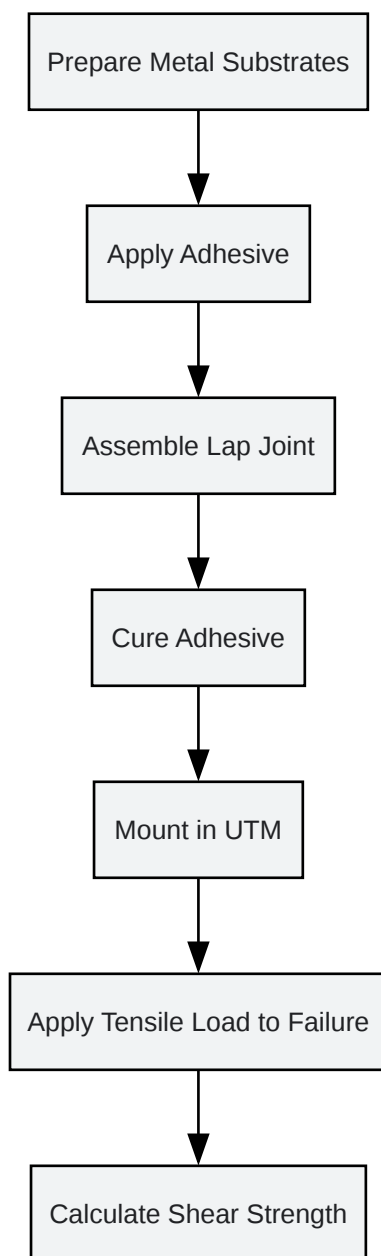 Prepare Metal Substrates
Apply Adhesive
Assemble Lap Joint
Cure Adhesive
Mount in UTM
Apply Tensile Load to Failure
Calculate Shear Strength